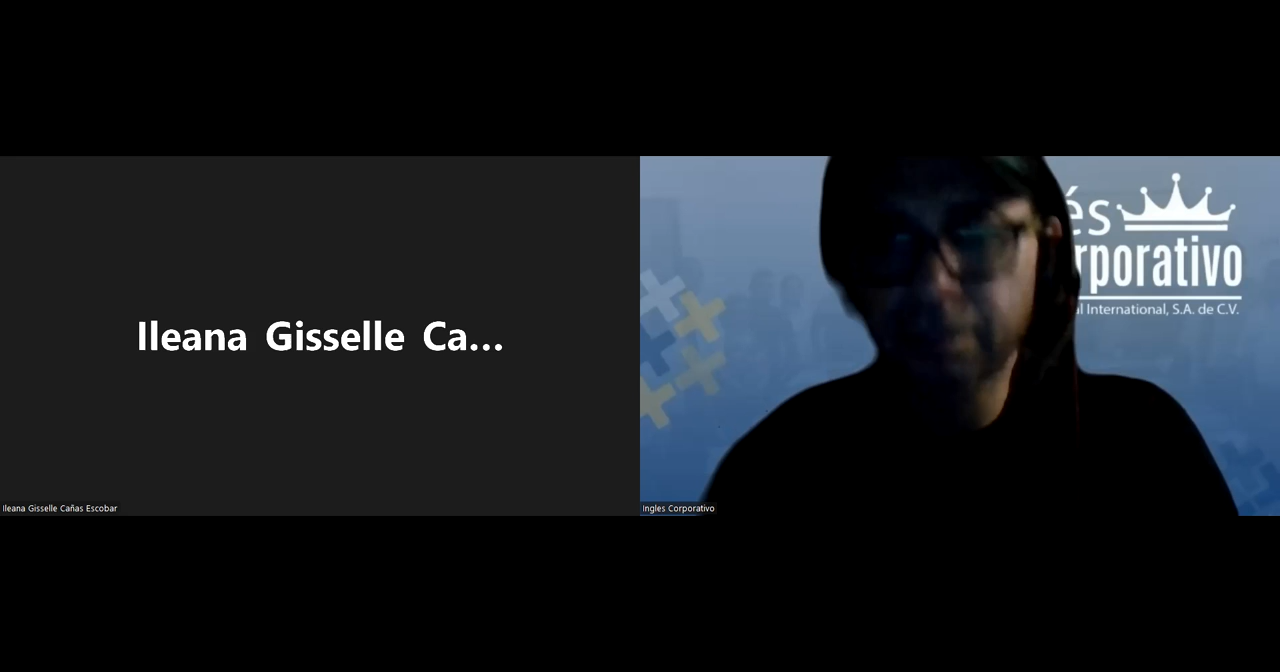 Ileana Gisselle Ca...
Ileana Gisselle Cañas Escobar
és
rporativo
al International, S.A. de C.V.
Ingles Corporativo